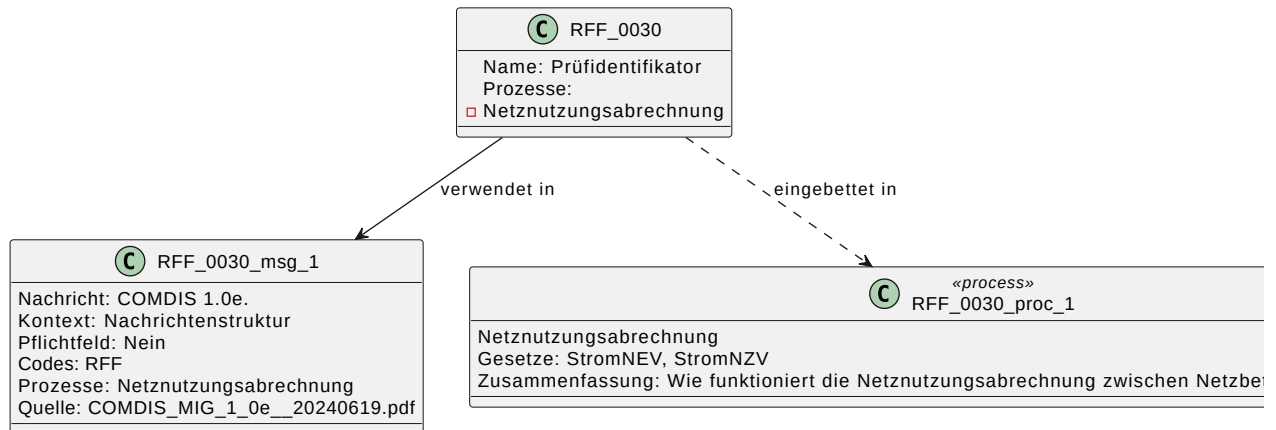 C RFF_0030
Name: Prüfidentifikator
Prozesse:
Netznutzungsabrechnung
verwendet in
eingebettet in
C RFF_0030_msg_1
Nachricht: COMDIS 1.0e.
Kontext: Nachrichtenstruktur
Pflichtfeld: Nein
Codes: RFF
Prozesse: Netznutzungsabrechnung
Quelle: COMDIS_MIG_1_0e__20240619.pdf
«process»
C RFF_0030_proc_1
Netznutzungsabrechnung
Gesetze: StromNEV, StromNZV
Zusammenfassung: Wie funktioniert die Netznutzungsabrechnung zwischen